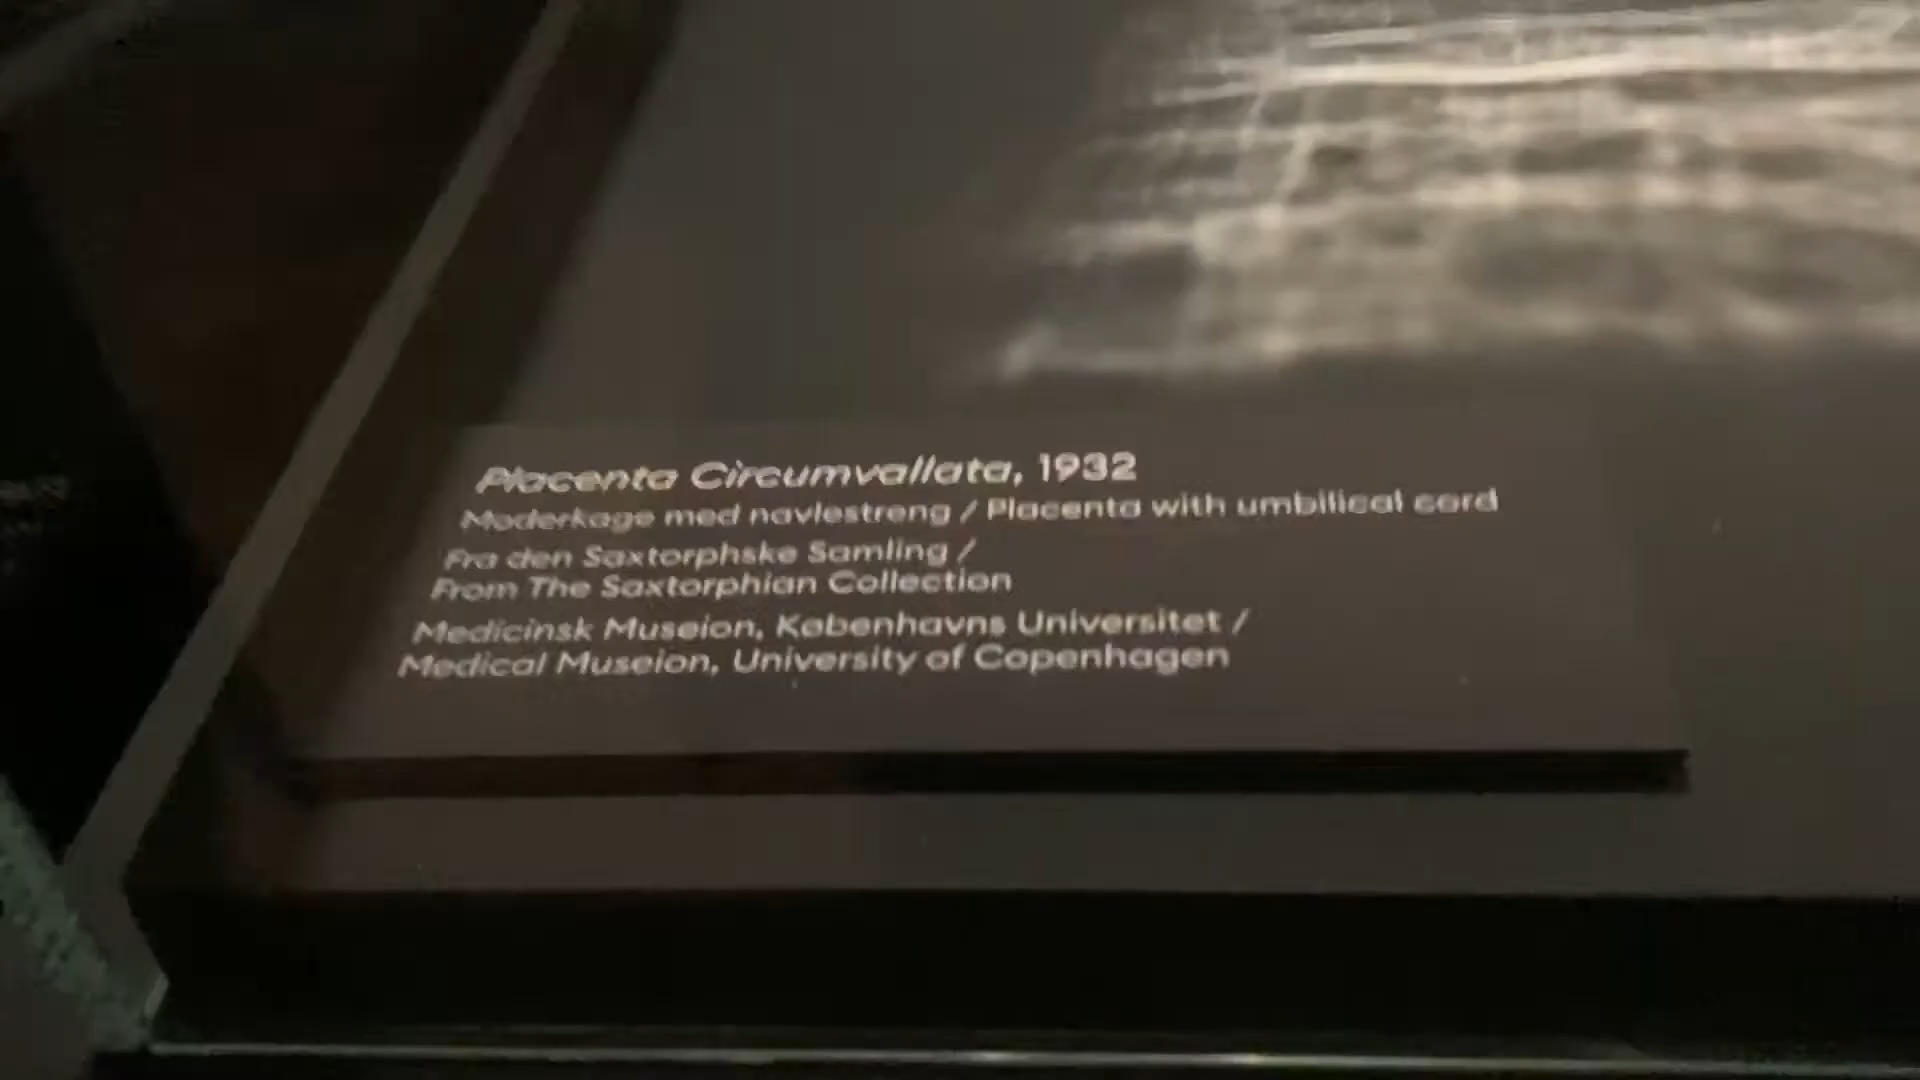 Placenta Circumvallata, 1932
Moderkage med navlestreng / Placenta with umbilical cord
Fra den Saxtorphske Samling /
From The Saxtorphian Collection
Medicinsk Museion, Københavns Universitet /
Medical Museion, University of Copenhagen